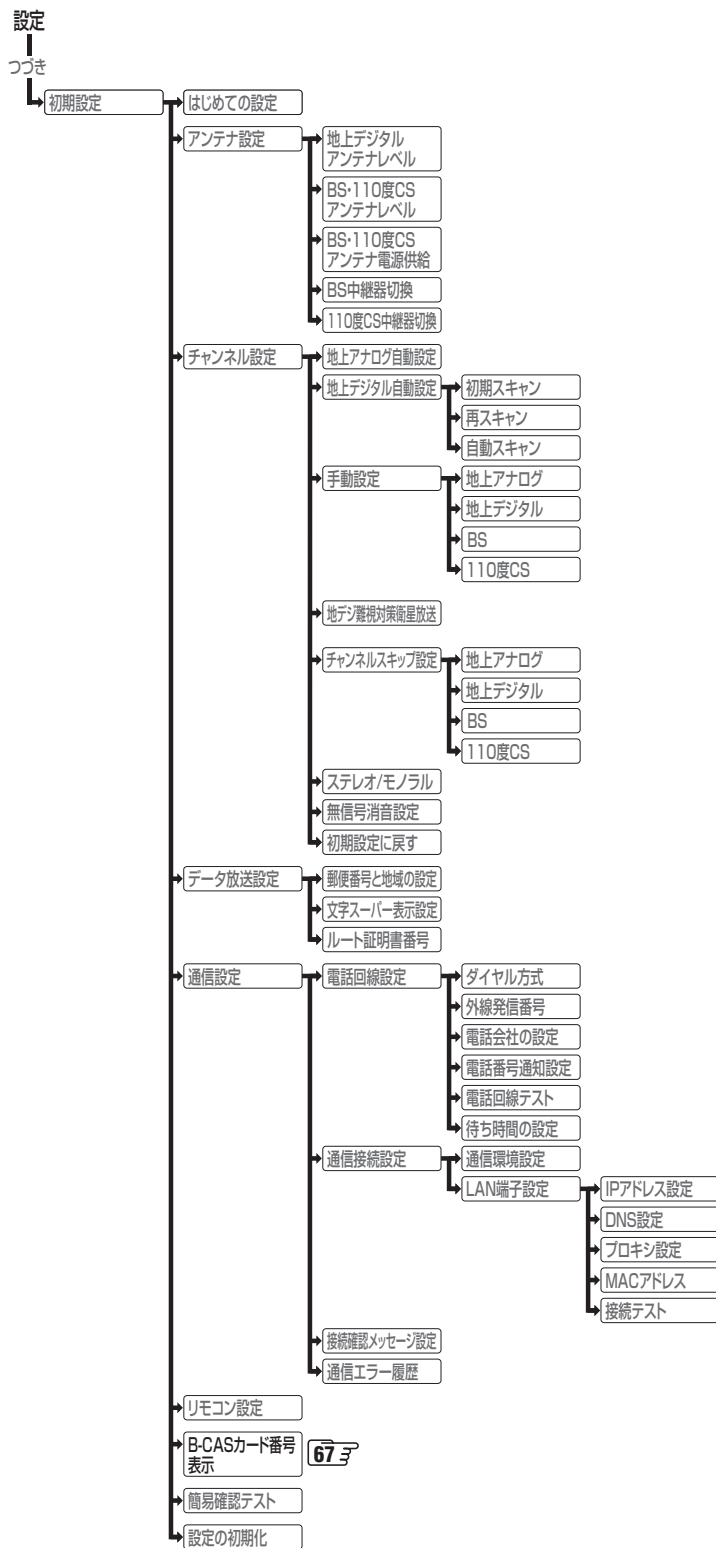 設定
つづき
初期設定
はじめての設定
アンテナ設定
地上デジタル
アンテナレベル
BS・110度CS
アンテナレベル
BS・110度CS
アンテナ電源供給
BS中継器切換
110度CS中継器切換
チャンネル設定
地上アナログ自動設定
地上デジタル自動設定
初期スキャン
再スキャン
自動スキャン
手動設定
地上アナログ
地上デジタル
BS
110度CS
地デジ難視対策衛星放送
チャンネルスキップ設定
地上アナログ
地上デジタル
BS
110度CS
ステレオ/モノラル
無信号消音設定
初期設定に戻す
データ放送設定
郵便番号と地域の設定
文字スーパー表示設定
ルート証明書番号
通信設定
電話回線設定
ダイヤル方式
外線発信番号
電話会社の設定
電話番号通知設定
電話回線テスト
待ち時間の設定
通信接続設定
通信環境設定
LAN端子設定
IPアドレス設定
DNS設定
プロキシ設定
MACアドレス
接続テスト
接続確認メッセージ設定
通信エラー履歴
リモコン設定
B-CASカード番号
表示
67
簡易確認テスト
設定の初期化